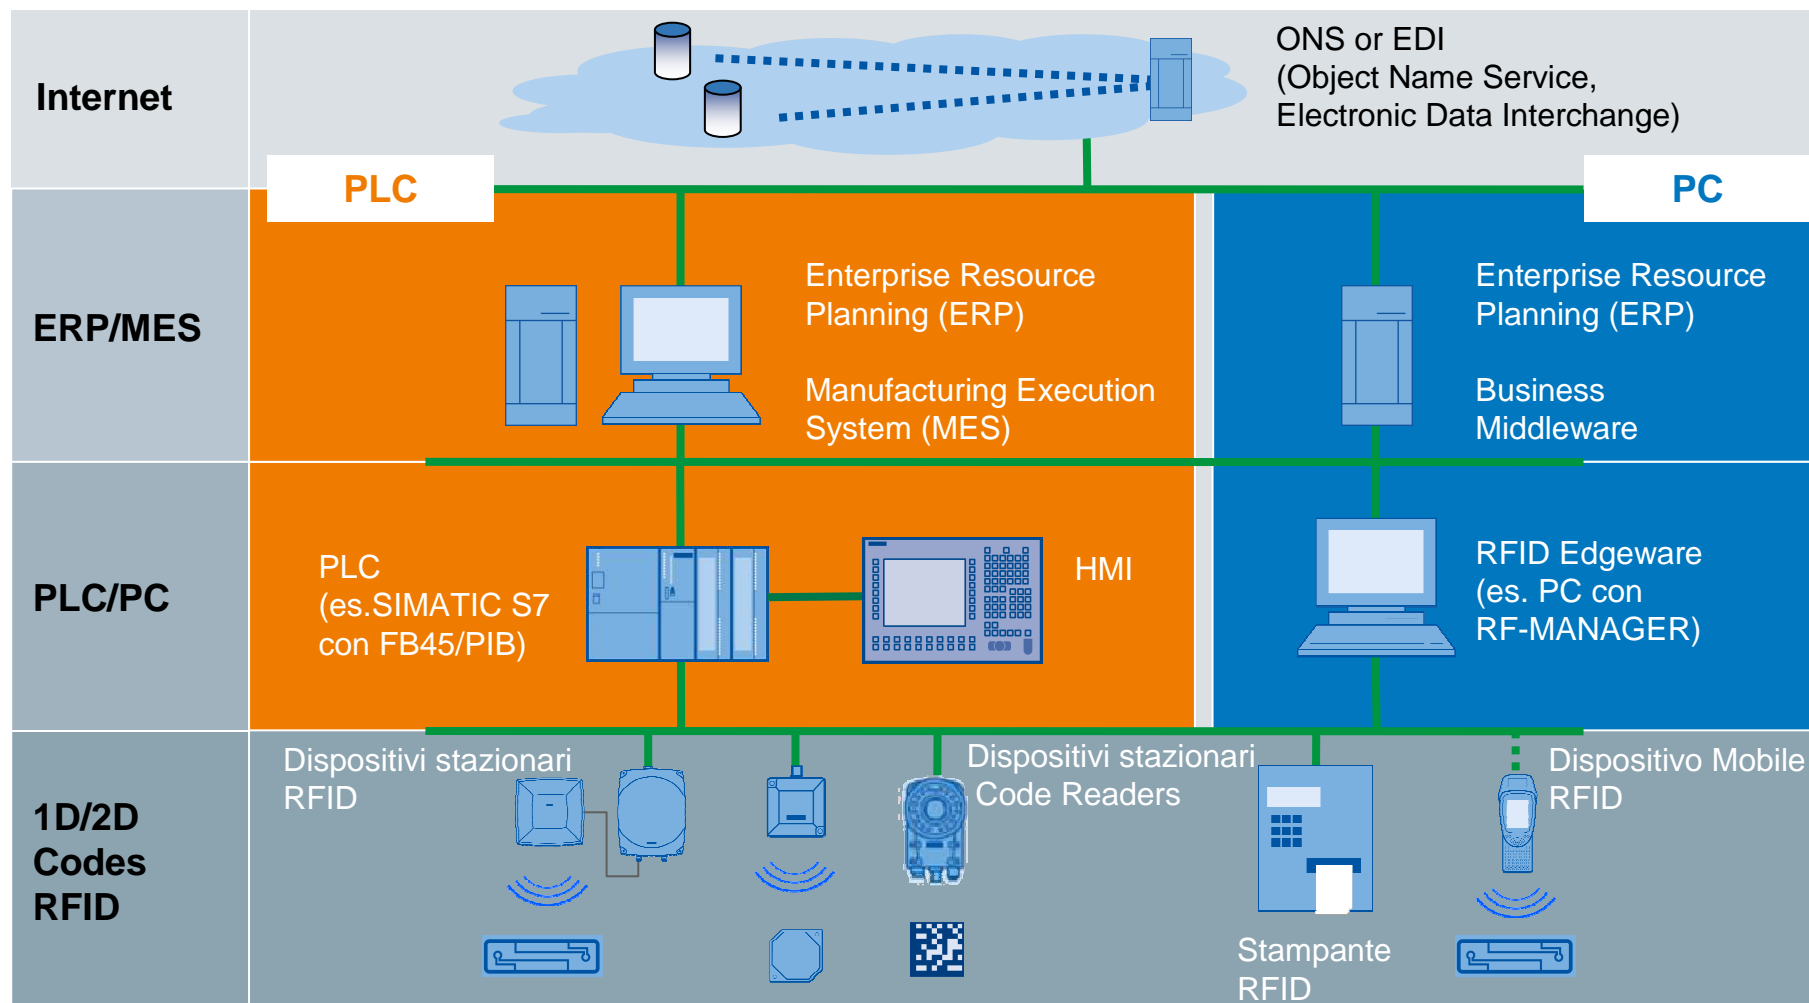 Internet
ONS or EDI
(Object Name Service,
Electronic Data Interchange)
PLC
PC
ERP/MES
Enterprise Resource
Planning (ERP)
Manufacturing Execution
System (MES)
Enterprise Resource
Planning (ERP)
Business
Middleware
PLC/PC
PLC
(es.SIMATIC S7
con FB45/PIB)
HMI
RFID Edgeware
(es. PC con
RF-MANAGER)
1D/2D
Codes
RFID
Dispositivi stazionari
RFID
Dispositivi stazionari
Code Readers
Stampante
RFID
Dispositivo Mobile
RFID